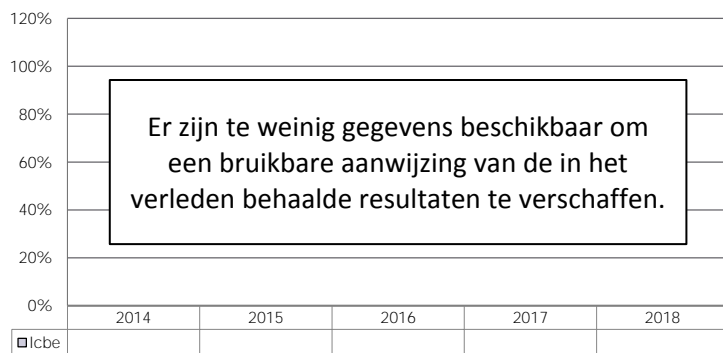 120%
100%
80%
60%
40%
20%
0%
Er zijn te weinig gegevens beschikbaar om
een bruikbare aanwijzing van de in het
verleden behaalde resultaten te verschaffen.
2014 2015 2016 2017 2018
Icbe